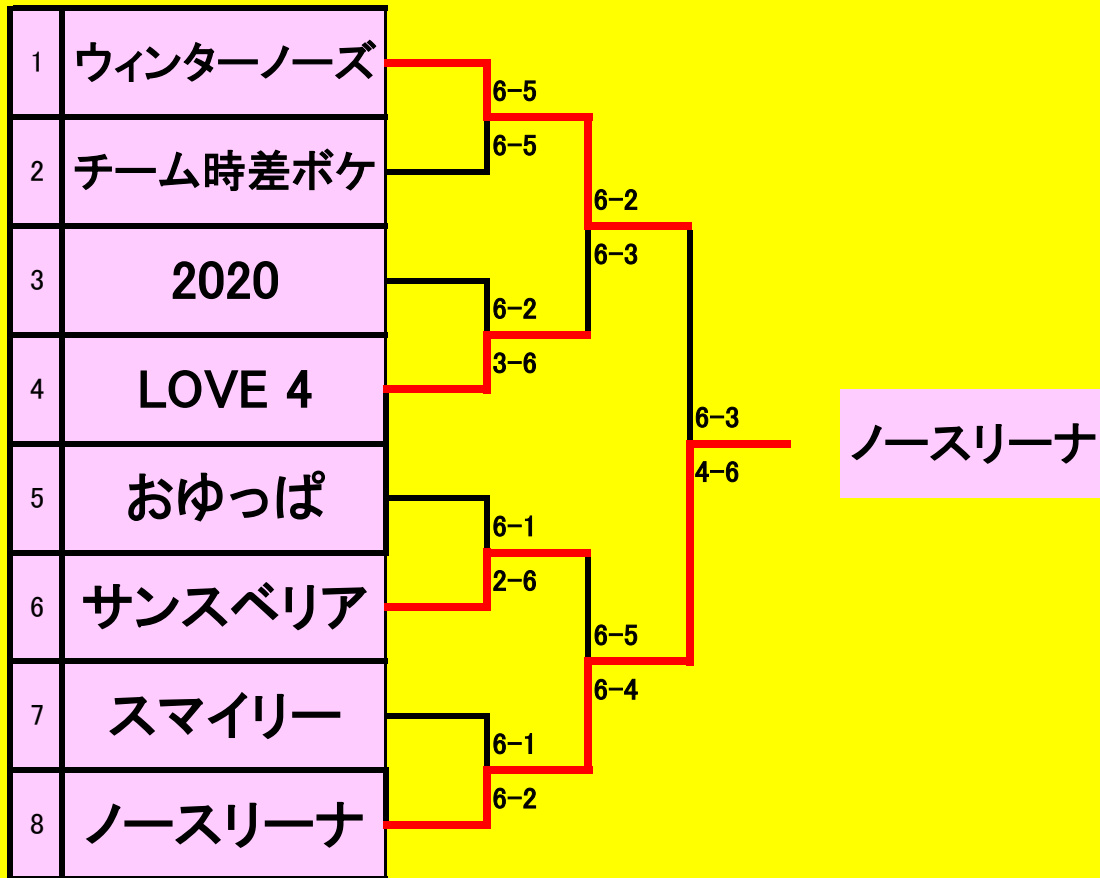 1 ウィンターノーズ
6-5
6-5
2 チーム時差ボケ
6-2
6-3
3 2020
6-2
3-6
4 LOVE 4
6-3
4-6
ノースリーナ
5 おゆっぱ
6-1
2-6
6 サンスベリア
6-5
6-4
7 スマイリー
6-1
6-2
8 ノースリーナ